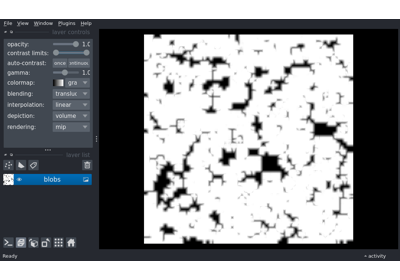 File View Window Plugins Help
layer controls
opacity: 1.0
contrast limits:
auto-contrast: once
gamma: 1.0
colormap: gra
blending: translu
interpolation: linear
depiction: volume
rendering: mip
layer list
blobs
Ready
activity